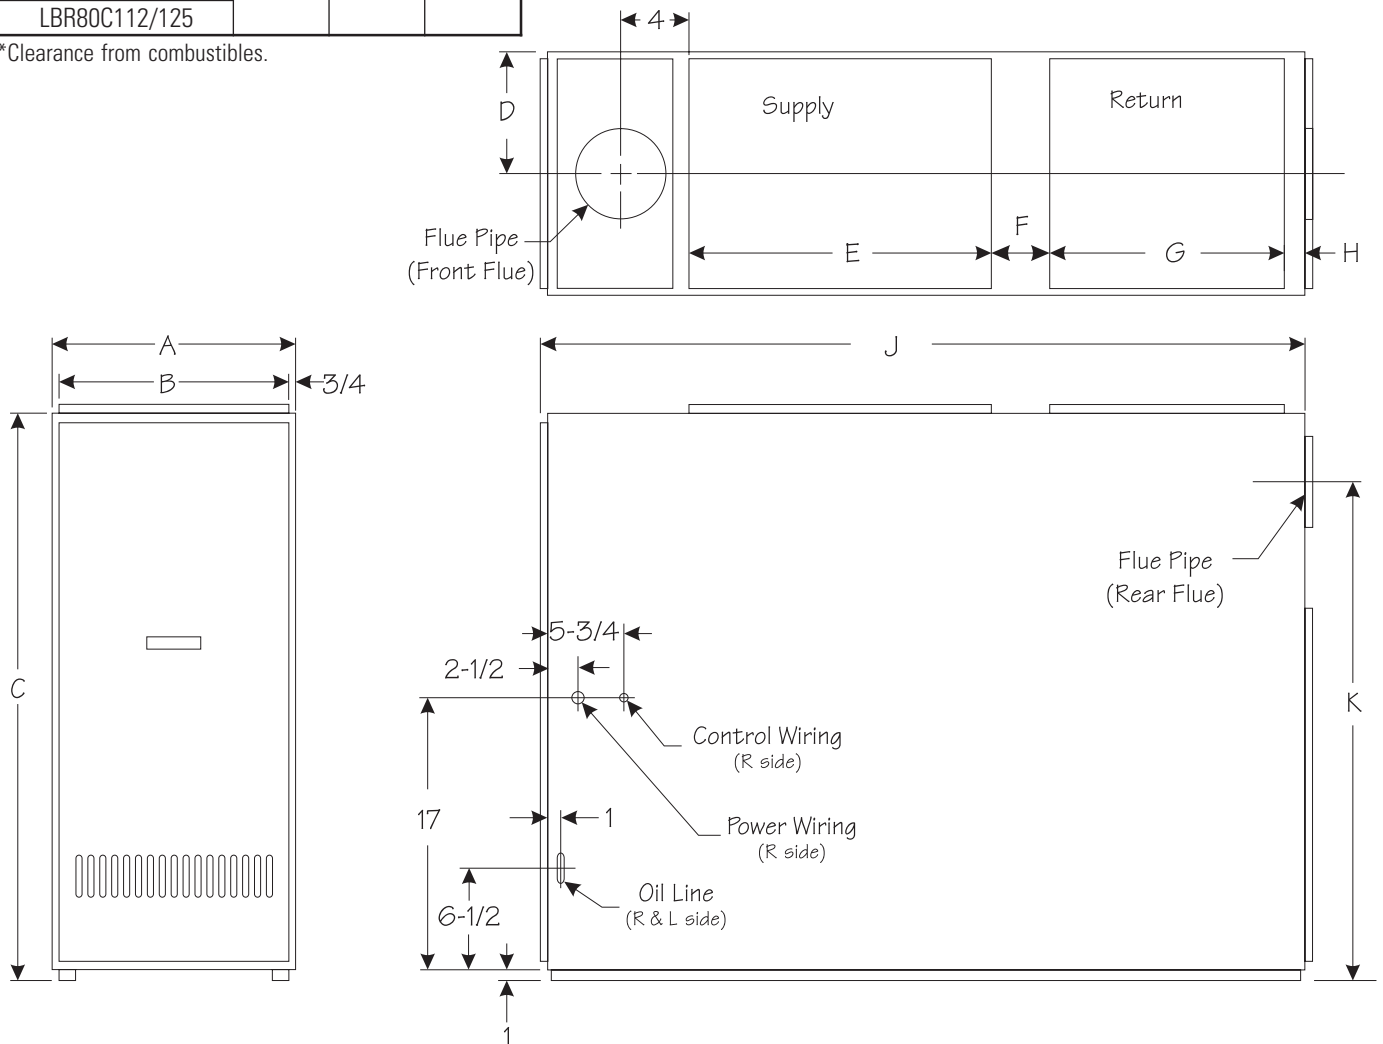 LBR80C112/125
*Clearance from combustibles.
4
D
Supply
Return
Flue Pipe
(Front Flue)
E
F
G
H
A
B
3/4
J
C
Flue Pipe
(Rear Flue)
5-3/4
2-1/2
K
Control Wiring
(R side)
17
1
Power Wiring
(R side)
Oil Line
(R & L side)
6-1/2
1